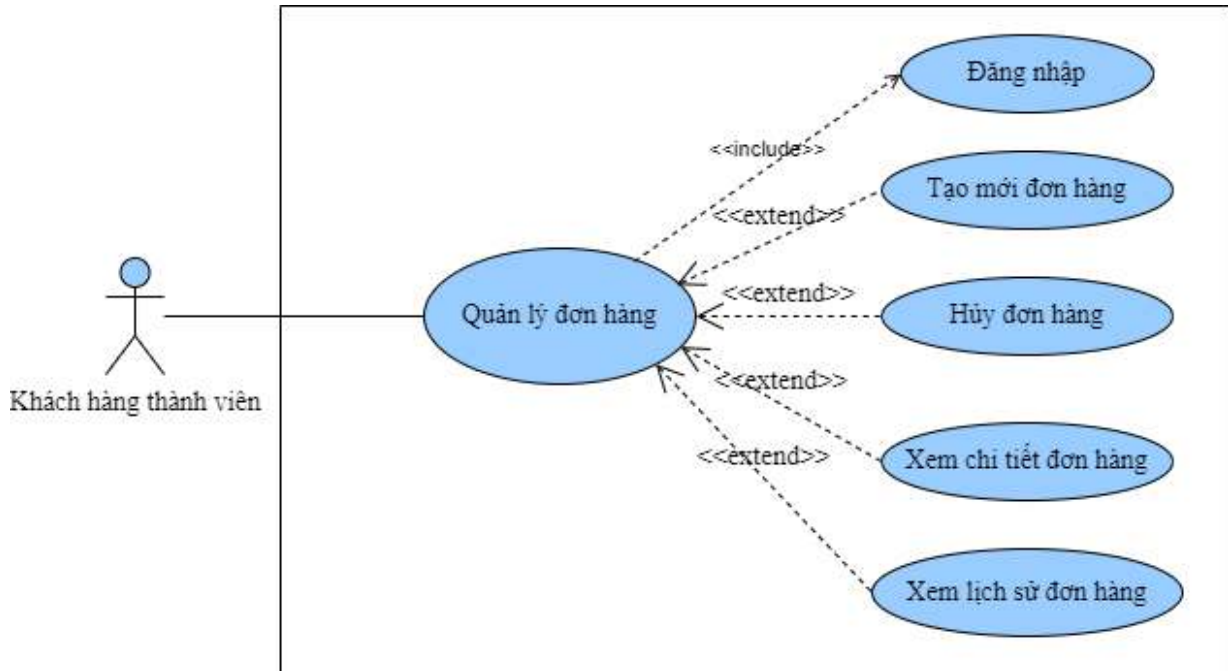 Đăng nhập
<<include>>
Tạo mới đơn hàng
<<extend>>
<<extend>>
Quản lý đơn hàng
Hủy đơn hàng
Khách hàng thành viên
<<extend>>
<<extend>>
Xem chi tiết đơn hàng
Xem lịch sử đơn hàng